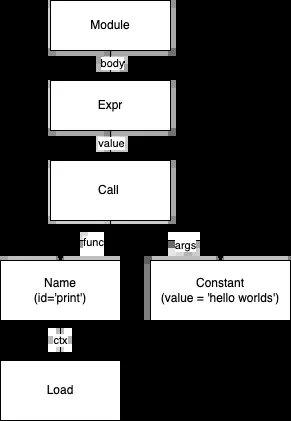 Module
body
Expr
value
Call
func
args
Name
(id='print')
Constant
(value = 'hello worlds')
ctx
Load